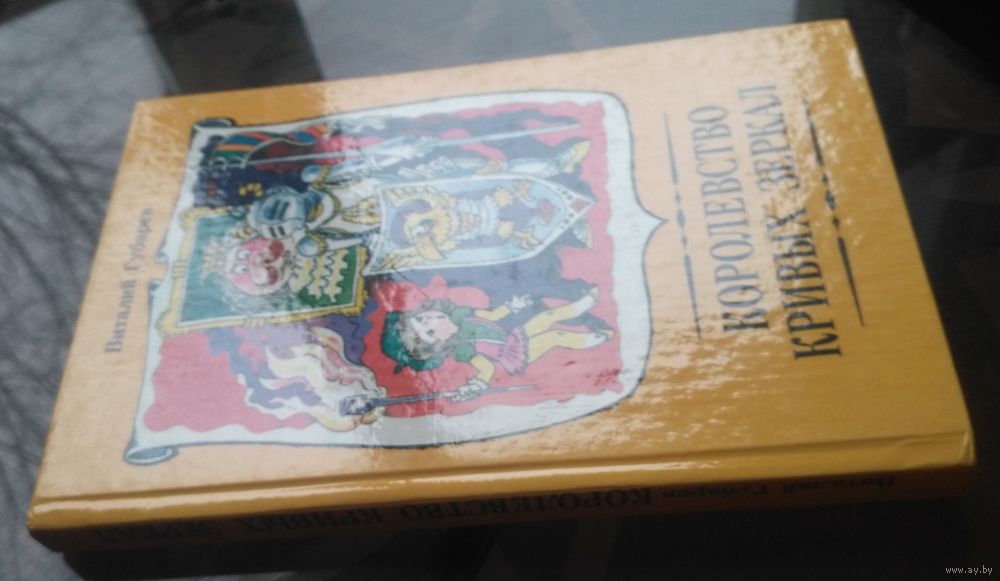 Виталий Губарев
КОРОЛЕВСТВО
КРИВЫХ ЗЕРКАЛ
Виталий Губарев КОРОЛЕВСТВО КРИВЫХ ЗЕРКАЛ
www.ay.by